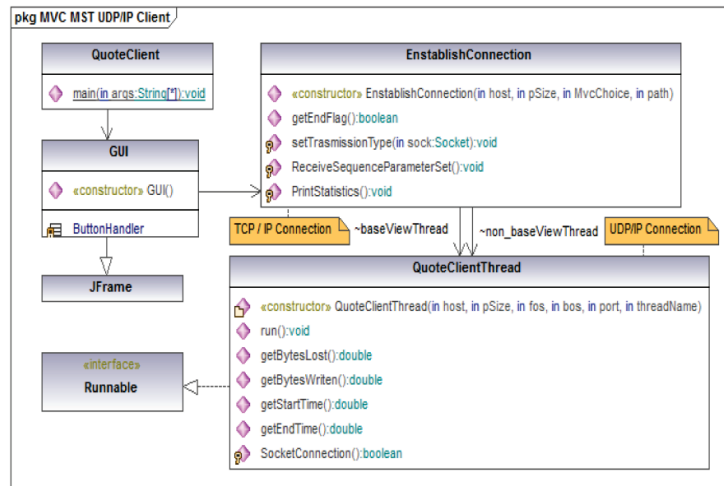 pkg MVC MST UDP/IP Client
QuoteClient
main(in args:String[*]):void
GUI
«constructor» GUI()
ButtonHandler
JFrame
«interface»
Runnable
EnstablishConnection
«constructor» EnstablishConnection(in host, in pSize, in MvcChoice, in path)
getEndFlag():boolean
setTrasmissionType(in sock:Socket):void
ReceiveSequenceParameterSet():void
PrintStatistics():void
TCP / IP Connection
~baseViewThread
~non_baseViewThread
UDP/IP Connection
QuoteClientThread
«constructor» QuoteClientThread(in host, in pSize, in fos, in bos, in port, in threadName)
run():void
getBytesLost():double
getBytesWriten():double
getStartTime():double
getEndTime():double
SocketConnection():boolean